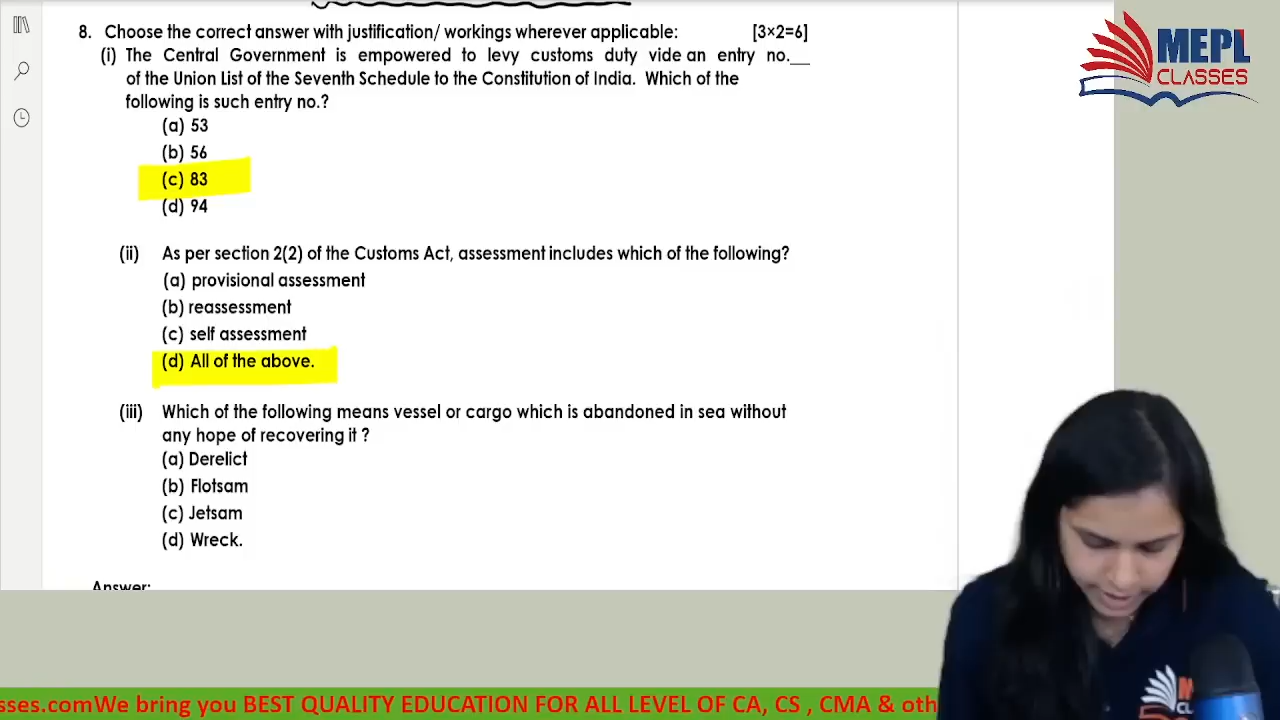 8. Choose the correct answer with justification/ workings wherever applicable: [3×2=6]
(i) The Central Government is empowered to levy customs duty vide an entry no.__
of the Union List of the Seventh Schedule to the Constitution of India. Which of the
following is such entry no.?
(a) 53
(b) 56
(c) 83
(d) 94
(ii) As per section 2(2) of the Customs Act, assessment includes which of the following?
(a) provisional assessment
(b) reassessment
(c) self assessment
(d) All of the above.
(iii) Which of the following means vessel or cargo which is abandoned in sea without
any hope of recovering it ?
(a) Derelict
(b) Flotsam
(c) Jetsam
(d) Wreck.
Answer:
MEPL
CLASSES
sses.comWe bring you BEST QUALITY EDUCATION FOR ALL LEVEL OF CA, CS , CMA & oth